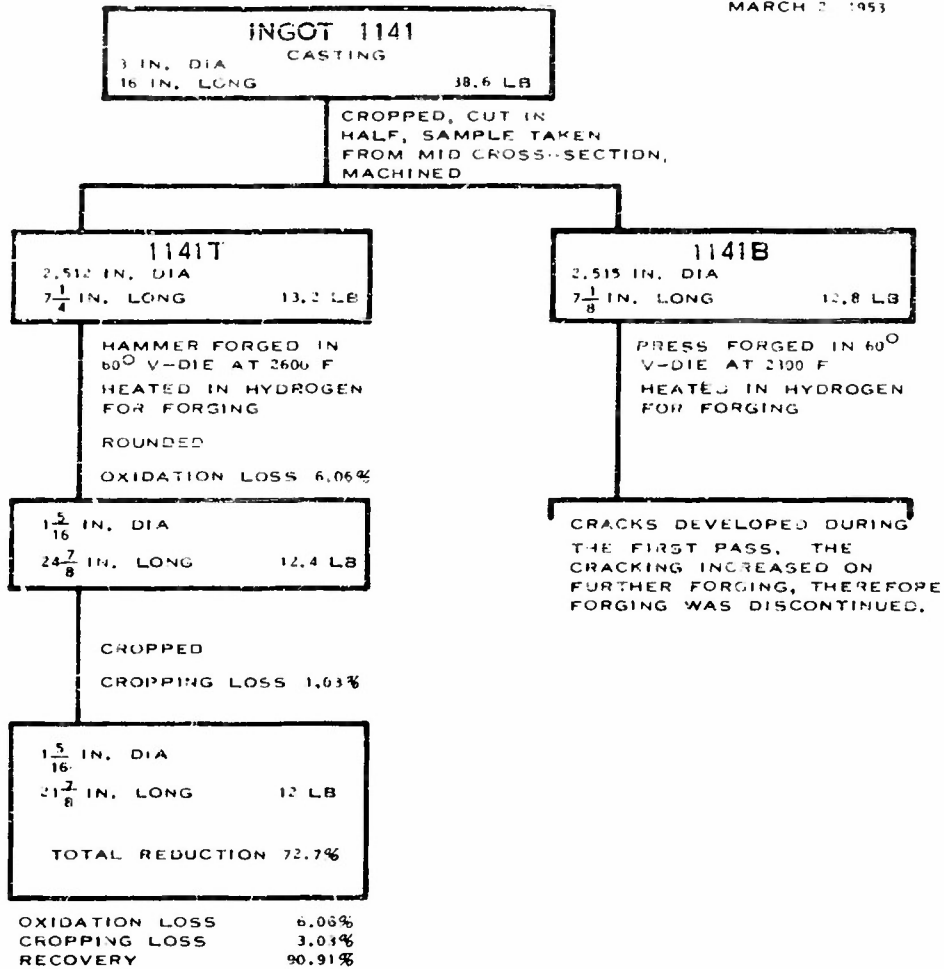 MARCH 2 1953
INGOT 1141
CASTING
3 IN. DIA
16 IN. LONG 38.6 LB
CROPPED, CUT IN
HALF, SAMPLE TAKEN
FROM MID CROSS-SECTION,
MACHINED
1141T
2.512 IN. DIA
7 1/4 IN. LONG 13.2 LB
HAMMER FORGED IN
60° V-DIE AT 2600 F
HEATED IN HYDROGEN
FOR FORGING
ROUNDED
OXIDATION LOSS 6.06%
1 5/16 IN. DIA
24 7/8 IN. LONG 12.4 LB
CROPPED
CROPPING LOSS 3.03%
1 5/16 IN. DIA
21 7/8 IN. LONG 12 LB
TOTAL REDUCTION 72.7%
OXIDATION LOSS 6.06%
CROPPING LOSS 3.03%
RECOVERY 90.91%
1141B
2.515 IN. DIA
7 1/8 IN. LONG 12.8 LB
PRESS FORGED IN 60°
V-DIE AT 2300 F
HEATED IN HYDROGEN
FOR FORGING
CRACKS DEVELOPED DURING
THE FIRST PASS. THE
CRACKING INCREASED ON
FURTHER FORGING, THEREFORE
FORGING WAS DISCONTINUED.